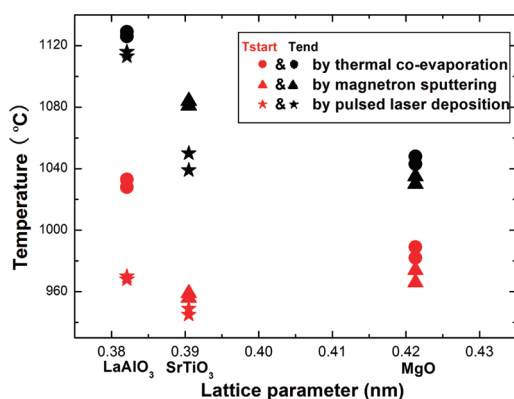 Temperature (°C)
1120
1080
1040
1000
960
Tstart Tend
& by thermal co-evaporation
& by magnetron sputtering
& by pulsed laser deposition
0.38 0.39 0.40 0.41 0.42 0.43
LaAlO₃ SrTiO₃ MgO
Lattice parameter (nm)